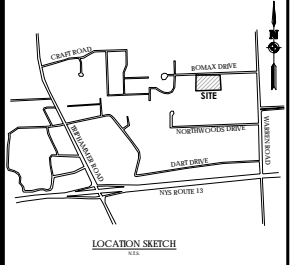 N
CRAFT ROAD
BOMAX DRIVE
SITE
NORTHWOODS DRIVE
TRIPHAMMER ROAD
WARREN ROAD
DART DRIVE
NYS ROUTE 13
LOCATION SKETCH
N.T.S.